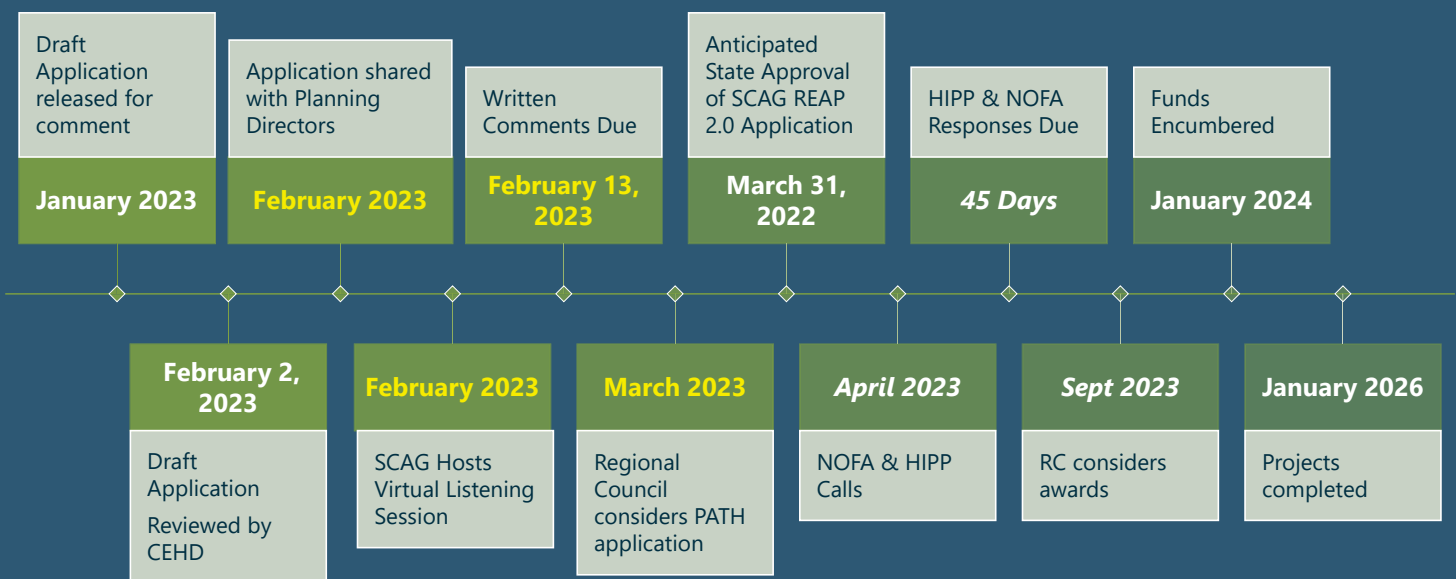 Draft
Application
released for
comment
January 2023
Application shared
with Planning
Directors
February 2023
Written
Comments Due
February 13,
2023
Anticipated
State Approval
of SCAG REAP
2.0 Application
March 31,
2022
HIPP & NOFA
Responses Due
45 Days
Funds
Encumbered
January 2024
February 2,
2023
Draft
Application
Reviewed by
CEHD
February 2023
SCAG Hosts
Virtual Listening
Session
March 2023
Regional
Council
considers PATH
application
April 2023
NOFA & HIPP
Calls
Sept 2023
RC considers
awards
January 2026
Projects
completed